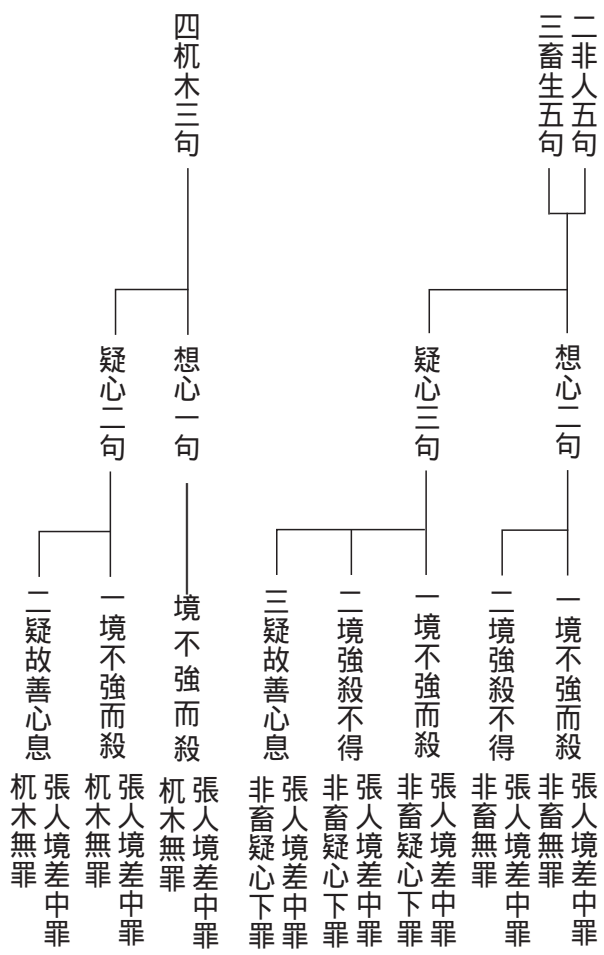 二非人五句
三畜生五句
想心二句
一境不強而殺
張人境差中罪
非畜無罪
二境強殺不得
張人境差中罪
非畜無罪
疑心三句
一境不強而殺
張人境差中罪
非畜疑心下罪
二境強殺不得
張人境差中罪
非畜疑心下罪
三疑故善心息
張人境差中罪
非畜疑心下罪
四杌木三句
想心一句
境不強而殺
張人境差中罪
杌木無罪
疑心二句
一境不強而殺
張人境差中罪
杌木無罪
二疑故善心息
張人境差中罪
杌木無罪